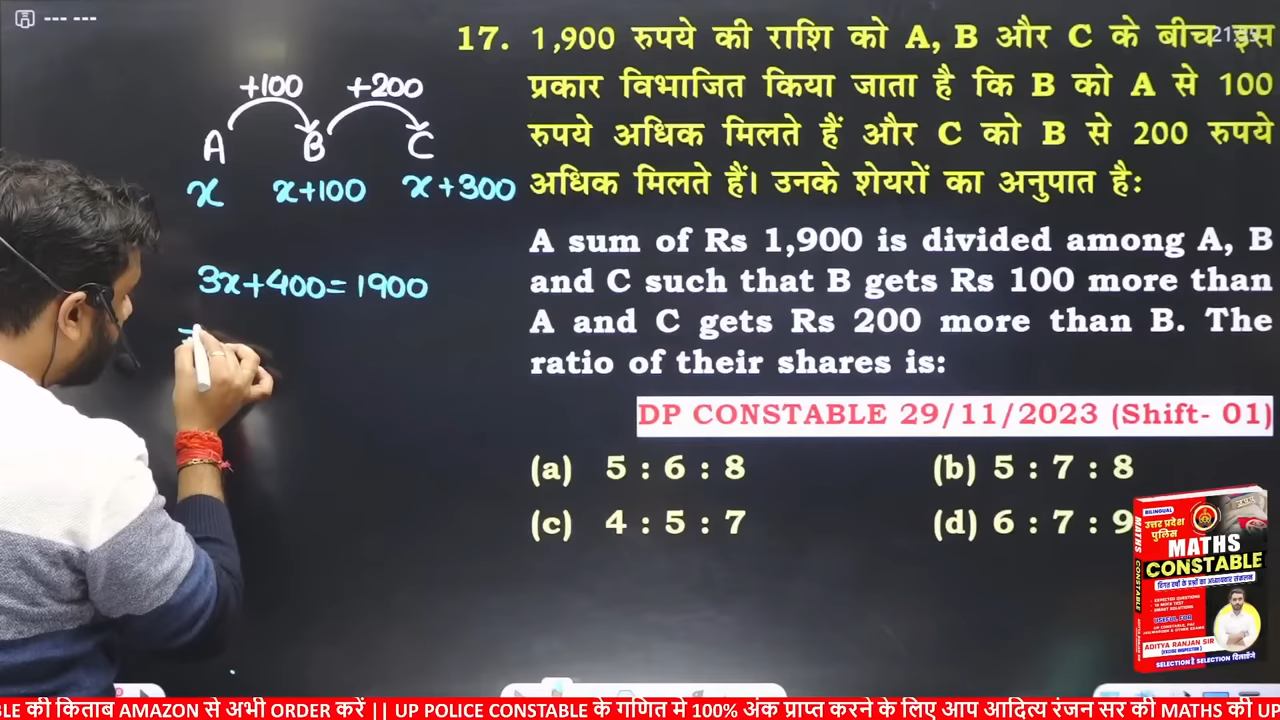 17. 1,900 रुपये की राशि को A, B और C के बीच इस
प्रकार विभाजित किया जाता है कि B को A से 100
रुपये अधिक मिलते हैं और C को B से 200 रुपये
अधिक मिलते हैं। उनके शेयरों का अनुपात है:
A sum of Rs 1,900 is divided among A, B
and C such that B gets Rs 100 more than
A and C gets Rs 200 more than B. The
ratio of their shares is:
DP CONSTABLE 29/11/2023 (Shift- 01)
(a) 5 : 6 : 8
(b) 5 : 7 : 8
(c) 4 : 5 : 7
(d) 6 : 7 : 9
+100 +200
A B C
x x+100 x+300
3x+400=1900
BILINGUAL
उत्तर प्रदेश
पुलिस
MATHS
CONSTABLE
MATHS CONSTABLE
ADITYA RANJAN SIR
SELECTION है SELECTION दिलाएंगे
BLE की किताब AMAZON से अभी ORDER करें || UP POLICE CONSTABLE के गणित मे 100% अंक प्राप्त करने के लिए आप आदित्य रंजन सर की MATHS की UP